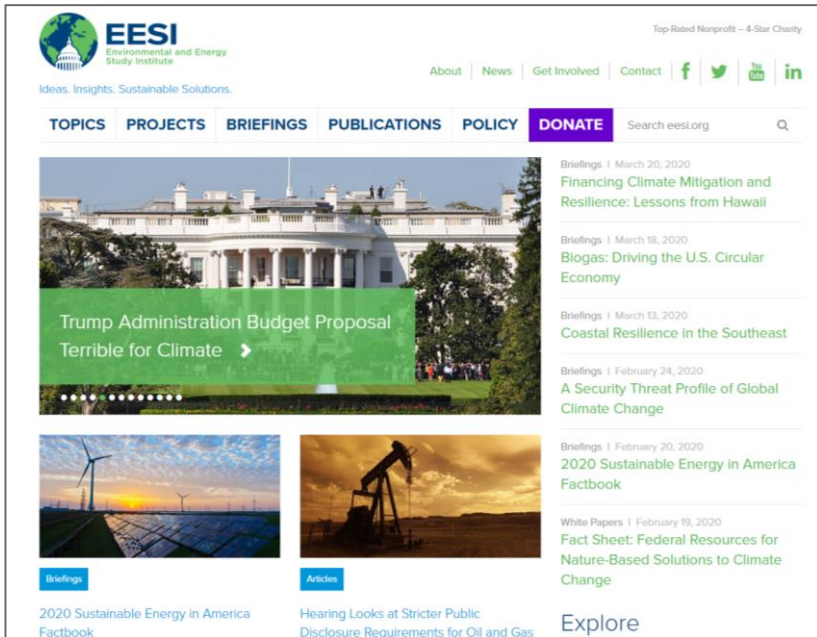 EESI
Environmental and Energy
Study Institute
Ideas. Insights. Sustainable Solutions.
Top-Rated Nonprofit – 4-Star Charity
About News Get Involved Contact f You Tube in
TOPICS PROJECTS BRIEFINGS PUBLICATIONS POLICY DONATE Search eesi.org
Trump Administration Budget Proposal
Terrible for Climate
Briefings
2020 Sustainable Energy in America
Factbook
Articles
Hearing Looks at Stricter Public
Disclosure Requirements for Oil and Gas
Briefings | March 20, 2020
Financing Climate Mitigation and
Resilience: Lessons from Hawaii
Briefings | March 18, 2020
Biogas: Driving the U.S. Circular
Economy
Briefings | March 13, 2020
Coastal Resilience in the Southeast
Briefings | February 24, 2020
A Security Threat Profile of Global
Climate Change
Briefings | February 20, 2020
2020 Sustainable Energy in America
Factbook
White Papers | February 19, 2020
Fact Sheet: Federal Resources for
Nature-Based Solutions to Climate
Change
Explore